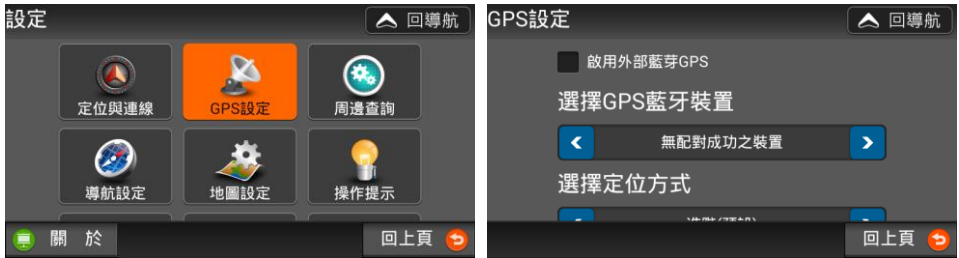 設定
回導航
定位與連線
GPS設定
周邊查詢
導航設定
地圖設定
操作提示
關 於
回上頁
GPS設定
回導航
啟用外部藍芽GPS
選擇GPS藍牙裝置
無配對成功之裝置
選擇定位方式
回上頁